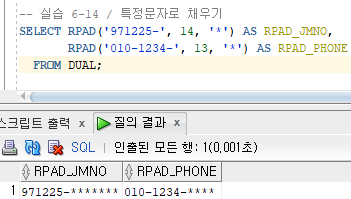 -- 실습 6-14 / 특정문자로 채우기
SELECT RPAD('971225-', 14, '*') AS RPAD_JMNO,
RPAD('010-1234-', 13, '*') AS RPAD_PHONE
FROM DUAL;
스크립트 출력 × 질의 결과 ×
SQL | 인출된 모든 행: 1(0,001초)
RPAD_JMNO RPAD_PHONE
1 971225-******* 010-1234-****